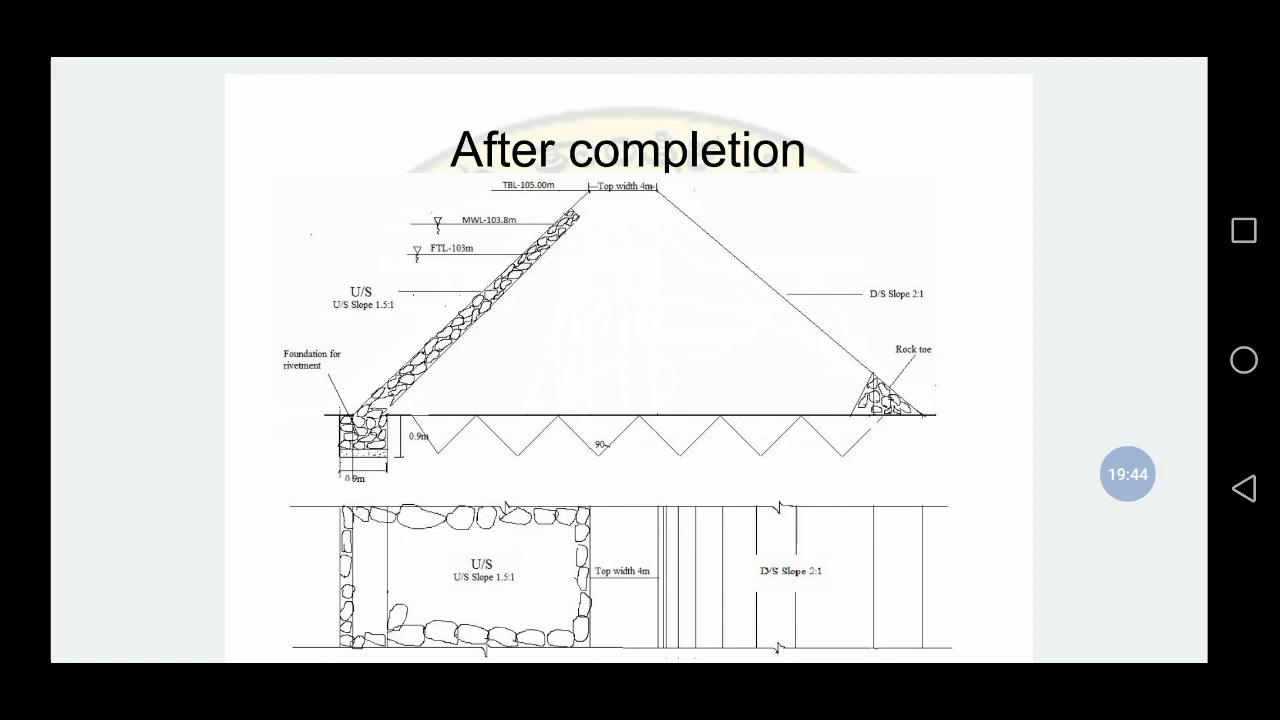 After completion
TBL-105.00m
Top width 4m
MWL-103.8m
FTL-103m
U/S
U/S Slope 1.5:1
D/S Slope 2:1
Foundation for
rivetment
Rock toe
0.9m
90
0.9m
19:44
U/S
U/S Slope 1.5:1
Top width 4m
D/S Slope 2:1